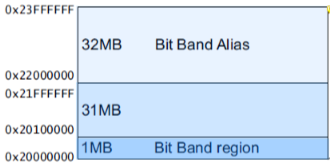 0x23FFFFFF
32MB Bit Band Alias
0x22000000
0x21FFFFFF
31MB
0x20100000
1MB Bit Band region
0x20000000